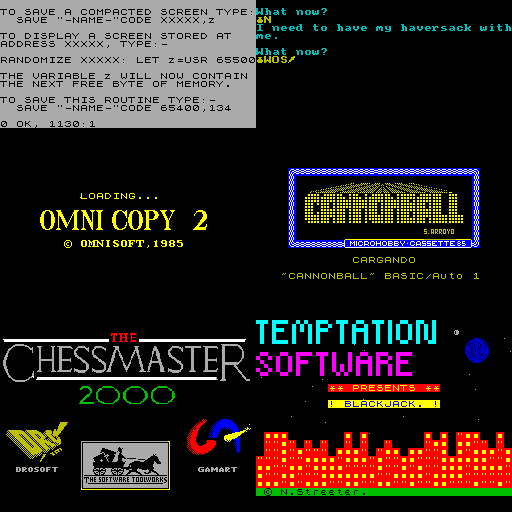 TO SAVE A COMPACTED SCREEN TYPE:
SAVE "-NAME-"CODE XXXXX,z
TO DISPLAY A SCREEN STORED AT
ADDRESS XXXXX, TYPE:-
RANDOMIZE XXXXX: LET z=USR 65500
THE VARIABLE z WILL NOW CONTAIN
THE NEXT FREE BYTE OF MEMORY.
TO SAVE THIS ROUTINE TYPE:-
SAVE "-NAME-"CODE 65400,134
0 OK, 1130:1
What now?
N
I need to have my haversack with
me.
What now?
WOS
LOADING...
OMNI COPY 2
© OMNISOFT,1985
CANNONBALL
S.ARROYO
MICROHOBBY-CASSETTE 85
CARGANDO
"CANNONBALL" BASIC/Auto 1
THE
CHESSMASTER
2000
DRO
DROSOFT
THE SOFTWARE TOOLWORKS
GAMART
TEMPTATION
SOFTWARE
** PRESENTS **
! BLACKJACK. !
© N.Streeter.